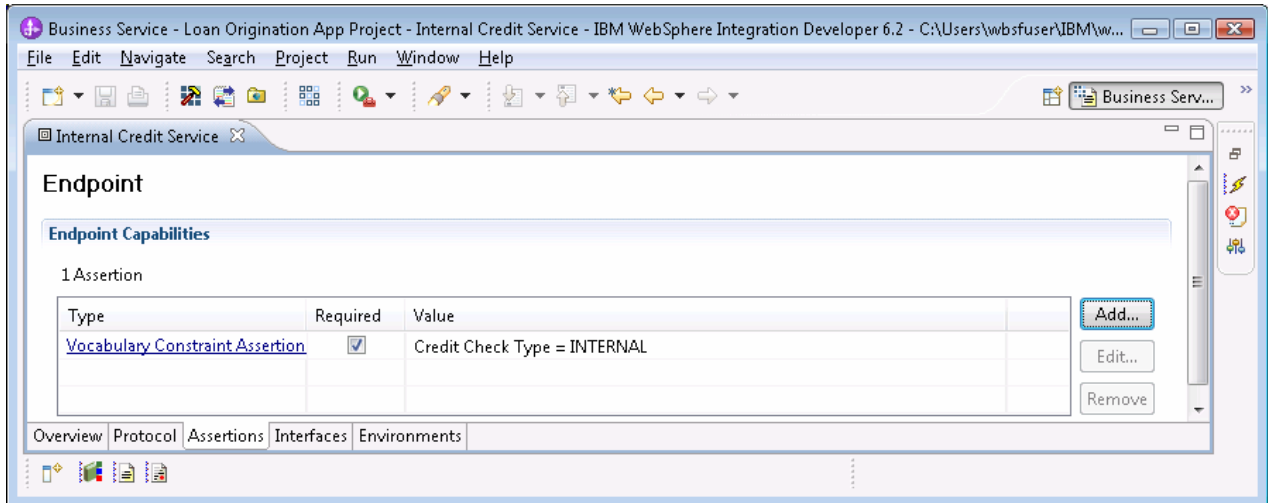 Business Service - Loan Origination App Project - Internal Credit Service - IBM WebSphere Integration Developer 6.2 - C:\Users\wbsfuser\IBM\w...
File Edit Navigate Search Project Run Window Help
Business Serv...
Internal Credit Service
Endpoint
Endpoint Capabilities
1 Assertion
Type Required Value
Add...
Vocabulary Constraint Assertion Credit Check Type = INTERNAL
Edit...
Remove
Overview Protocol Assertions Interfaces Environments